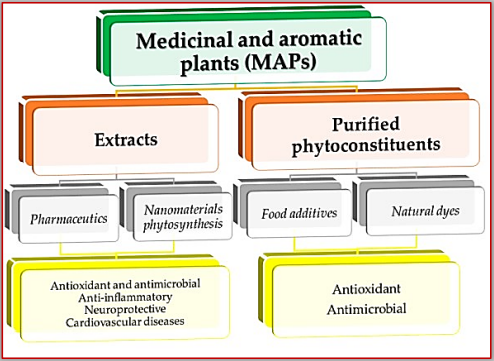 Medicinal and aromatic
plants (MAPs)
Extracts
Purified
phytoconstituents
Pharmaceutics
Nanomaterials
phytosynthesis
Food additives
Natural dyes
Antioxidant and antimicrobial
Anti-inflammatory
Neuroprotective
Cardiovascular diseases
Antioxidant
Antimicrobial